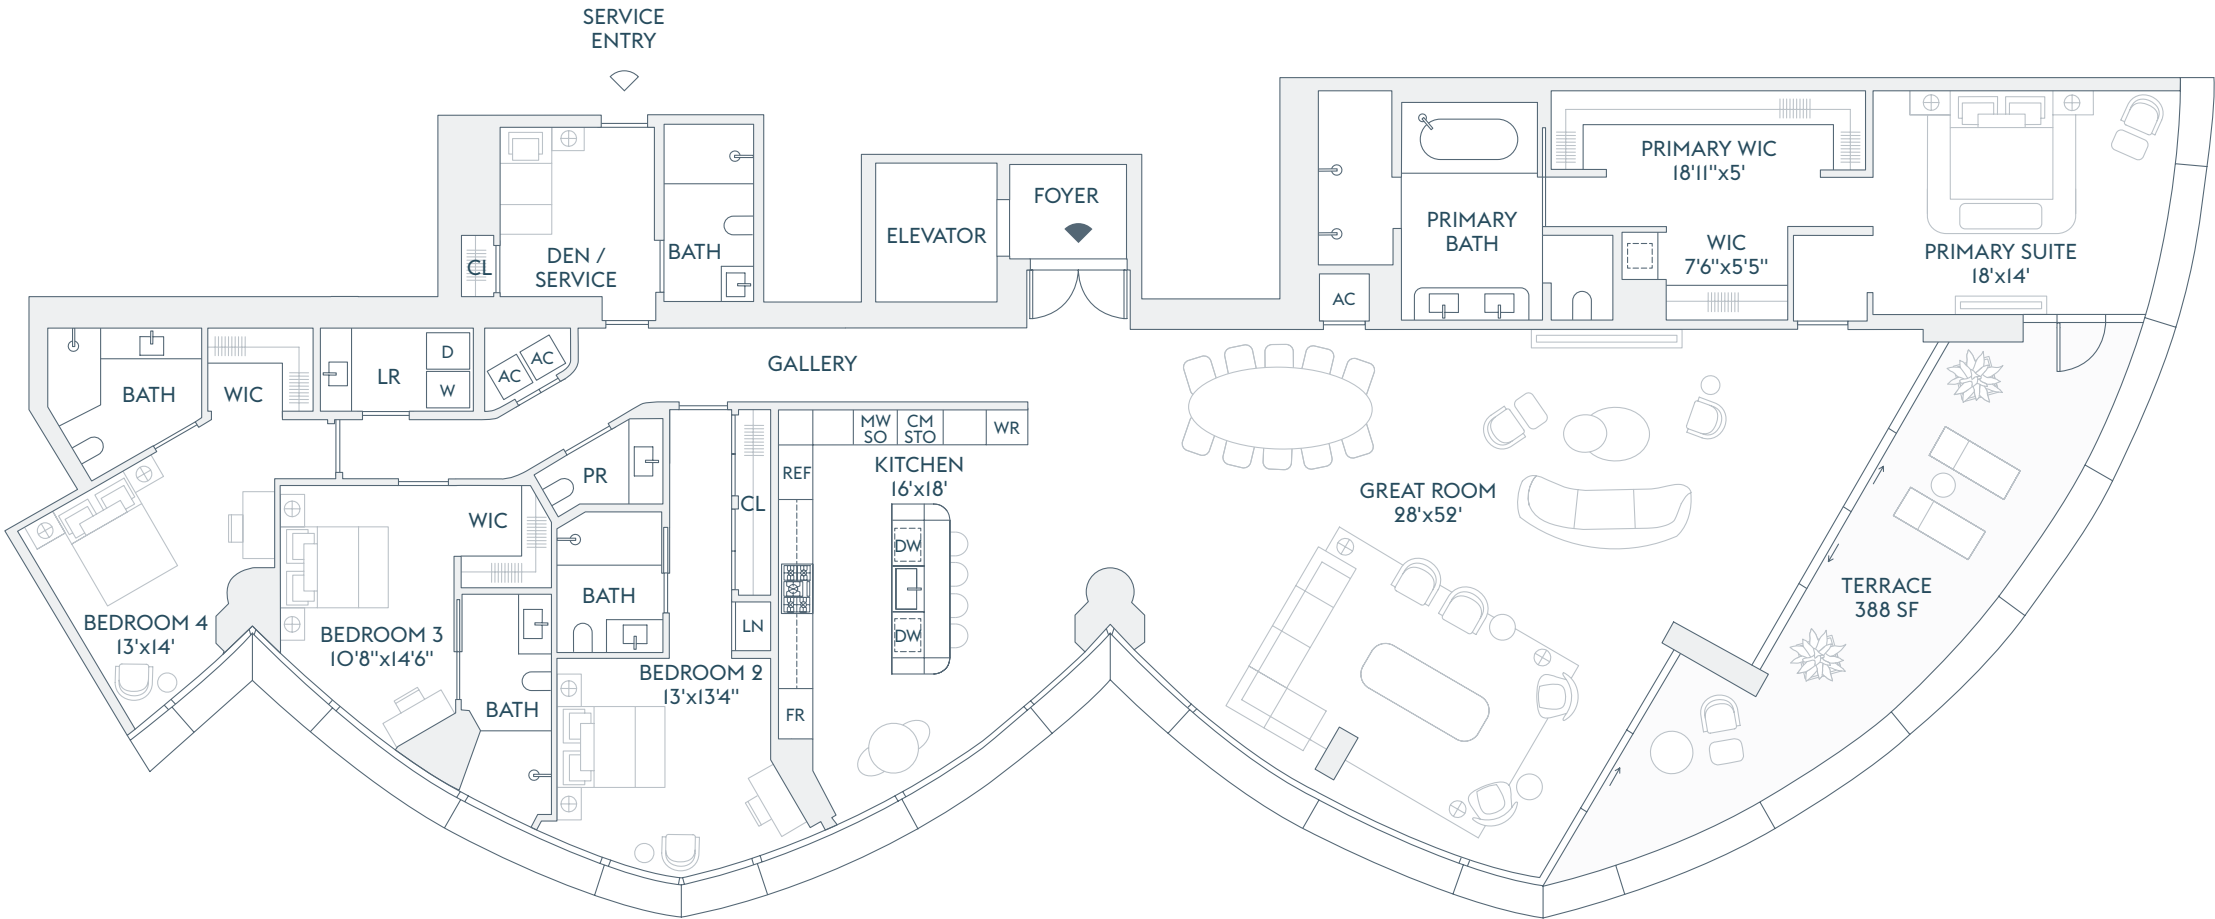 SERVICE
ENTRY
PRIMARY WIC
18'11"x5'
FOYER
ELEVATOR
PRIMARY
BATH
WIC
7'6"x5'5"
PRIMARY SUITE
18'x14'
CL
DEN /
SERVICE
BATH
AC
BATH
WIC
LR
D
W
AC
AC
GALLERY
MW
SO
CM
STO
WR
PR
REF
KITCHEN
16'x18'
GREAT ROOM
28'x52'
WIC
CL
DW
BATH
DW
LN
TERRACE
388 SF
BEDROOM 4
13'x14'
BEDROOM 3
10'8"x14'6"
BEDROOM 2
13'x13'4"
BATH
FR